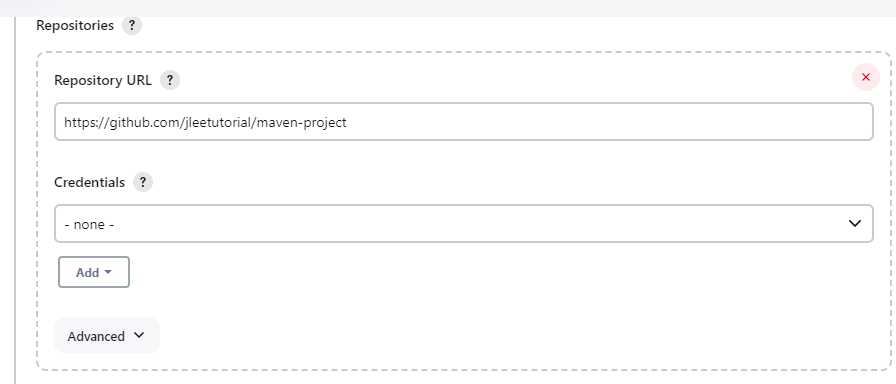 Repositories ?
Repository URL ?
https://github.com/jleetutorial/maven-project
Credentials ?
- none -
Add
Advanced